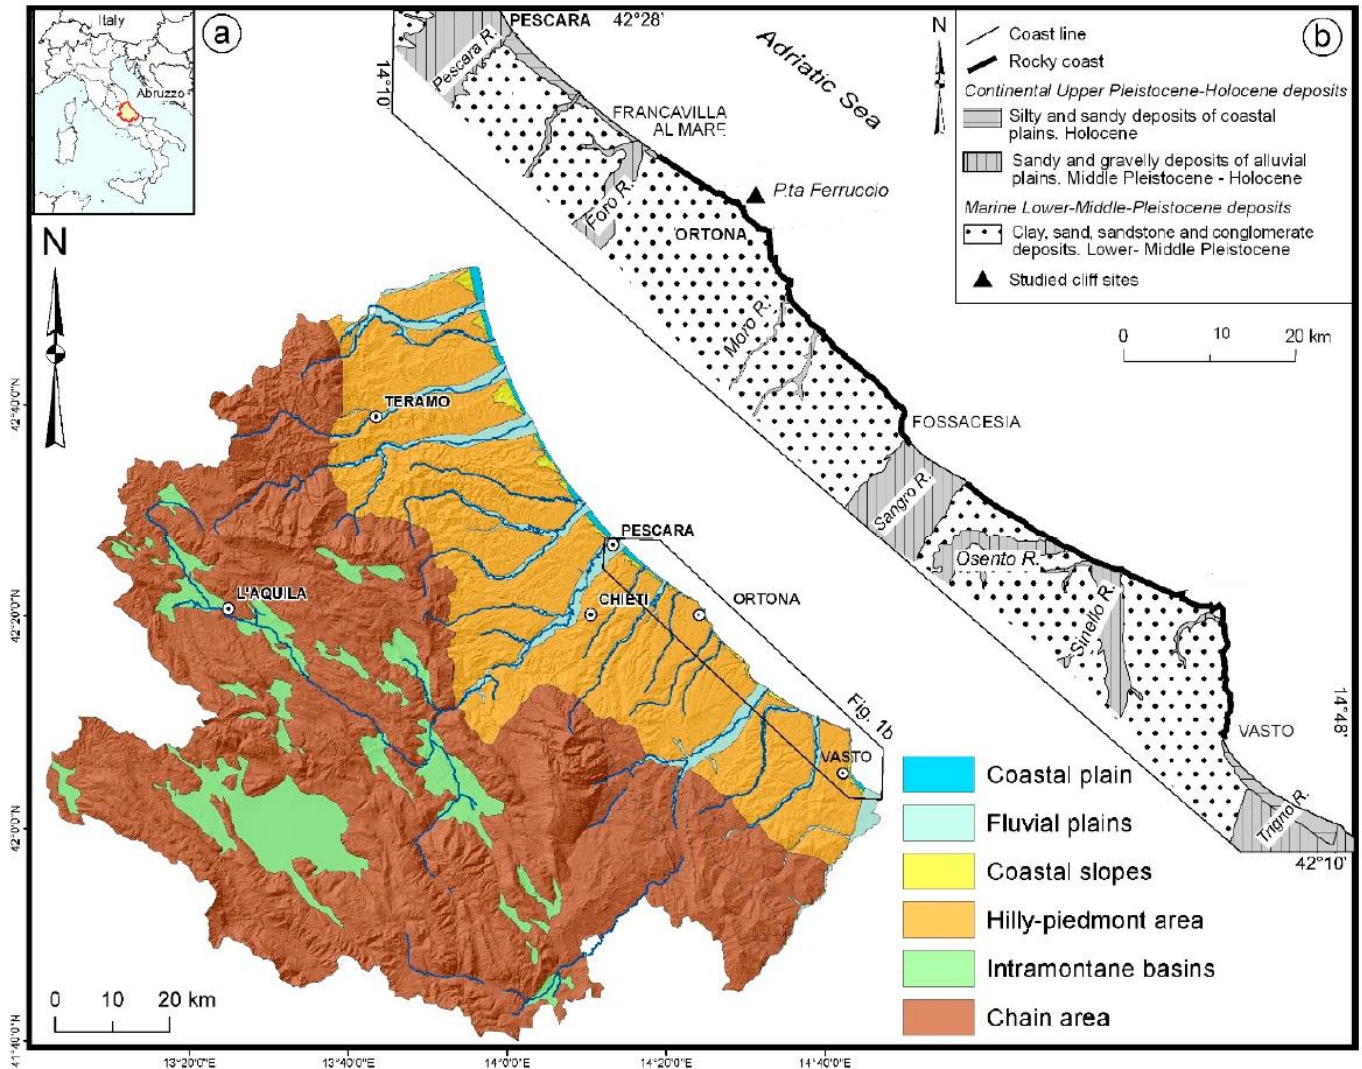 Italy
Abruzzo
a
N
TERAMO
PESCARA
L'AQUILA
CHIETI
ORTONA
VASTO
Fig. 1b
42°40'0"N
42°20'0"N
42°0'0"N
41°40'0"N
13°20'0"E
13°40'0"E
14°0'0"E
14°20'0"E
14°40'0"E
0 10 20 km
Coastal plain
Fluvial plains
Coastal slopes
Hilly-piedmont area
Intramontane basins
Chain area
PESCARA
42°28'
14°10'
Pescara R.
Adriatic Sea
FRANCAVILLA
AL MARE
Foro R.
P.ta Ferruccio
ORTONA
Moro R.
FOSSACESIA
Sangro R.
Osento R.
Sinello R.
VASTO
14°48'
Trigno R.
42°10'
N
b
Coast line
Rocky coast
Continental Upper Pleistocene-Holocene deposits
Silty and sandy deposits of coastal
plains. Holocene
Sandy and gravelly deposits of alluvial
plains. Middle Pleistocene - Holocene
Marine Lower-Middle-Pleistocene deposits
Clay, sand, sandstone and conglomerate
deposits. Lower- Middle Pleistocene
Studied cliff sites
0 10 20 km